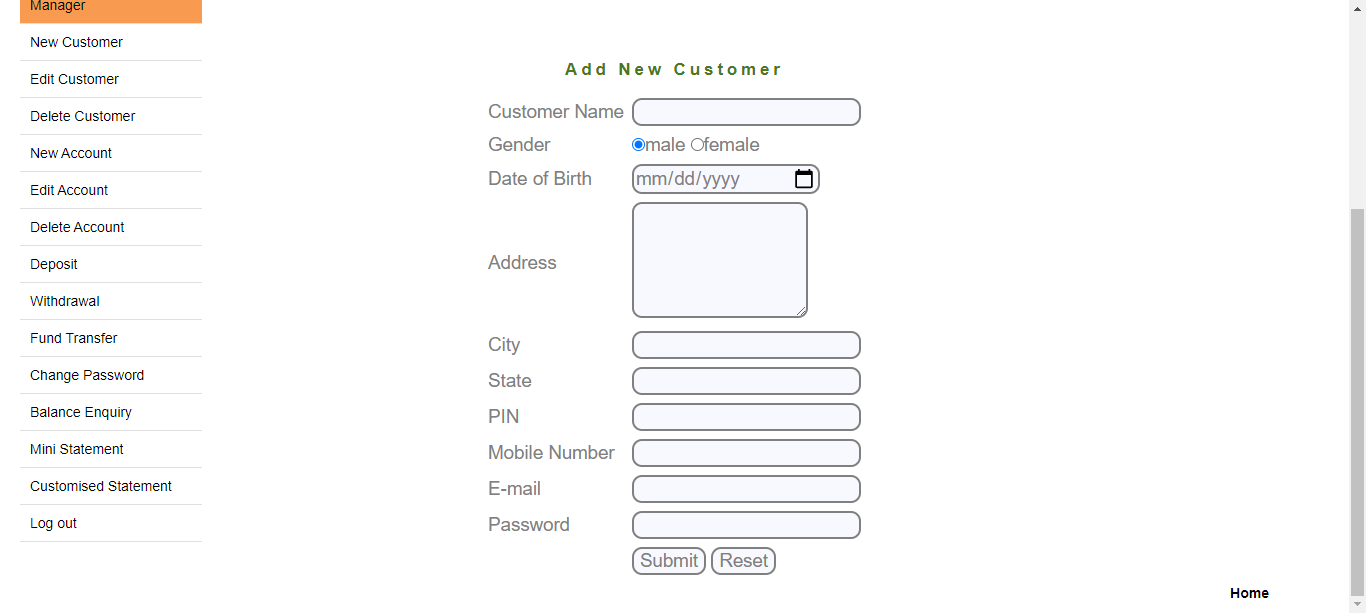 Manager
New Customer
Edit Customer
Delete Customer
New Account
Edit Account
Delete Account
Deposit
Withdrawal
Fund Transfer
Change Password
Balance Enquiry
Mini Statement
Customised Statement
Log out
Add New Customer
Customer Name
Gender male female
Date of Birth mm/dd/yyyy
Address
City
State
PIN
Mobile Number
E-mail
Password
Submit Reset
Home